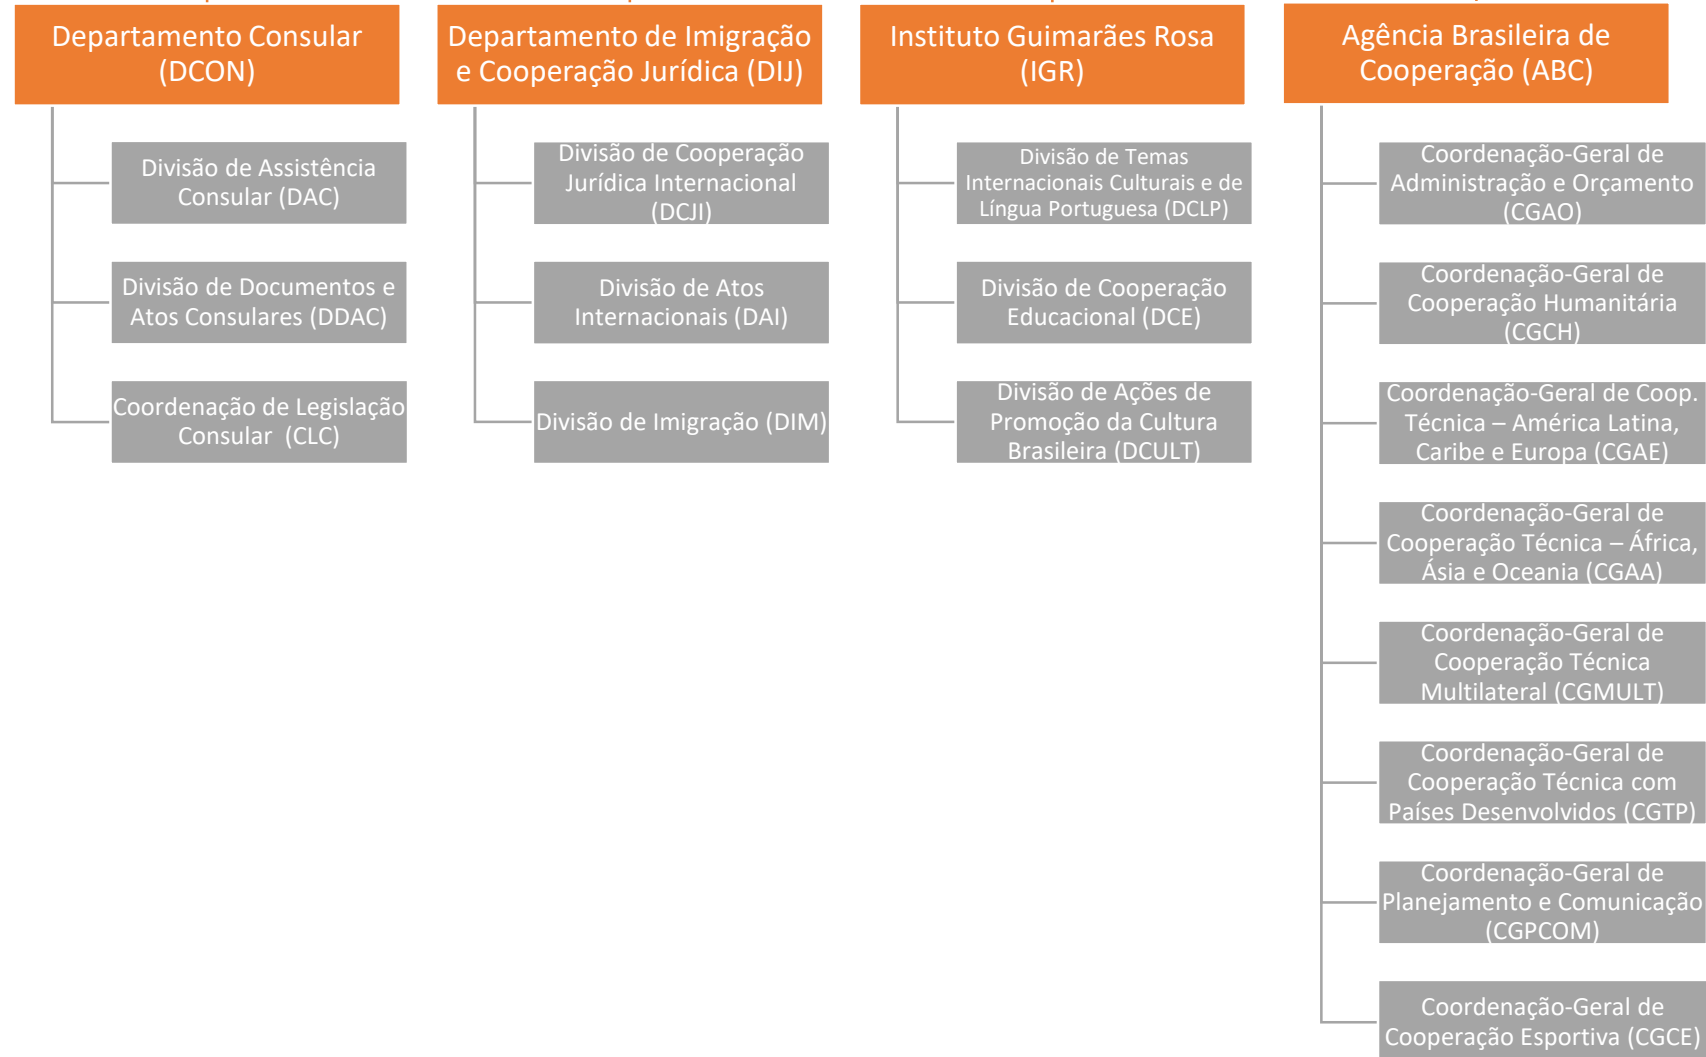 Departamento Consular
(DCON)
Divisão de Assistência
Consular (DAC)
Divisão de Documentos e
Atos Consulares (DDAC)
Coordenação de Legislação
Consular (CLC)
Departamento de Imigração
e Cooperação Jurídica (DIJ)
Divisão de Cooperação
Jurídica Internacional
(DCJI)
Divisão de Atos
Internacionais (DAI)
Divisão de Imigração (DIM)
Instituto Guimarães Rosa
(IGR)
Divisão de Temas
Internacionais Culturais e de
Língua Portuguesa (DCLP)
Divisão de Cooperação
Educacional (DCE)
Divisão de Ações de
Promoção da Cultura
Brasileira (DCULT)
Agência Brasileira de
Cooperação (ABC)
Coordenação-Geral de
Administração e Orçamento
(CGAO)
Coordenação-Geral de
Cooperação Humanitária
(CGCH)
Coordenação-Geral de Coop.
Técnica – América Latina,
Caribe e Europa (CGAE)
Coordenação-Geral de
Cooperação Técnica – África,
Ásia e Oceania (CGAA)
Coordenação-Geral de
Cooperação Técnica
Multilateral (CGMULT)
Coordenação-Geral de
Cooperação Técnica com
Países Desenvolvidos (CGTP)
Coordenação-Geral de
Planejamento e Comunicação
(CGPCOM)
Coordenação-Geral de
Cooperação Esportiva (CGCE)